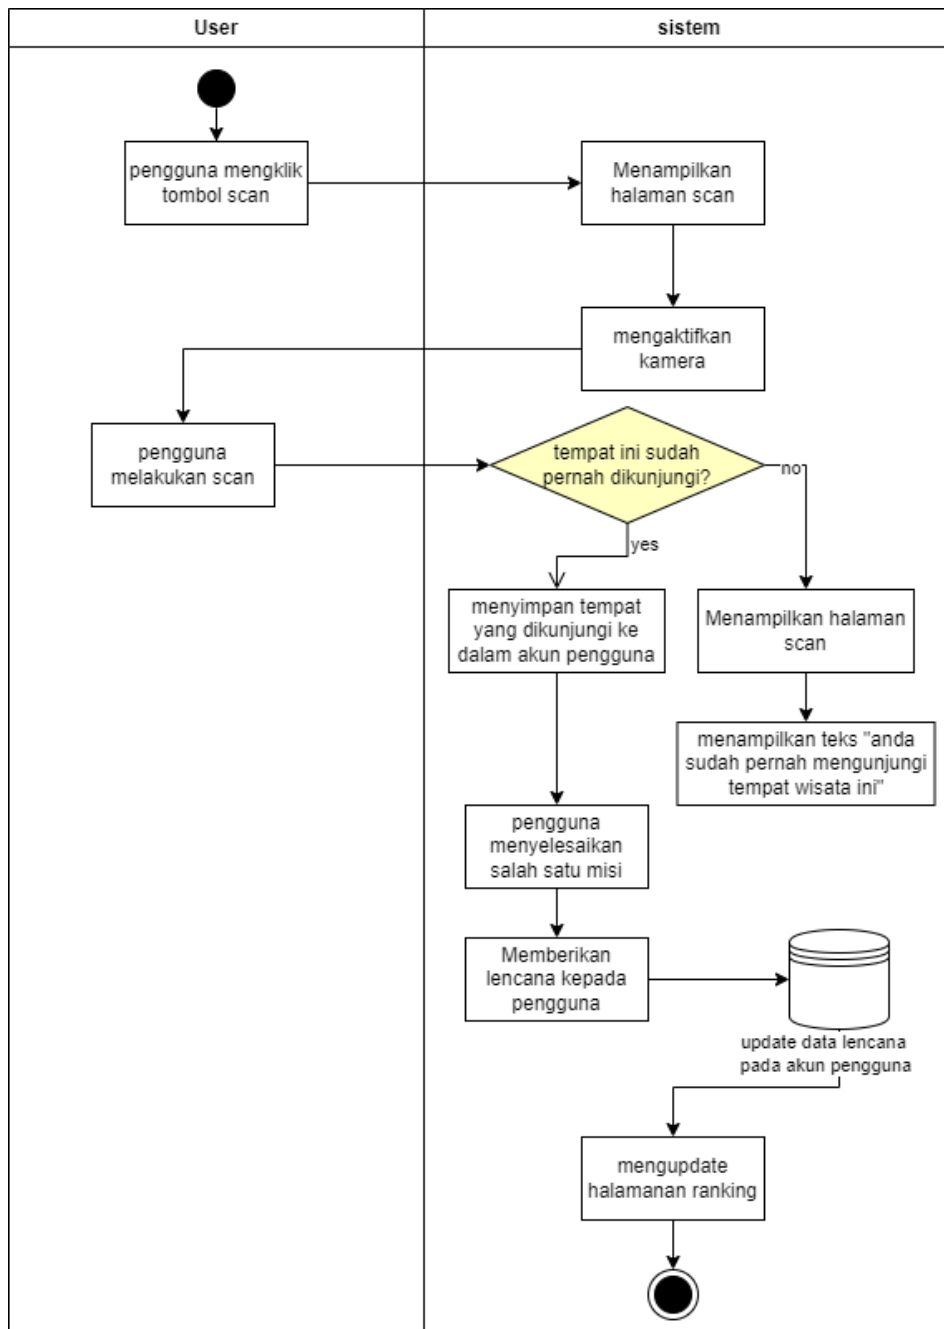 User
sistem
pengguna mengklik
tombol scan
Menampilkan
halaman scan
mengaktifkan
kamera
pengguna
melakukan scan
tempat ini sudah
pernah dikunjungi?
no
yes
menyimpan tempat
yang dikunjungi ke
dalam akun pengguna
Menampilkan halaman
scan
menampilkan teks "anda
sudah pernah mengunjungi
tempat wisata ini"
pengguna
menyelesaikan
salah satu misi
Memberikan
lencana kepada
pengguna
update data lencana
pada akun pengguna
mengupdate
halamanan ranking